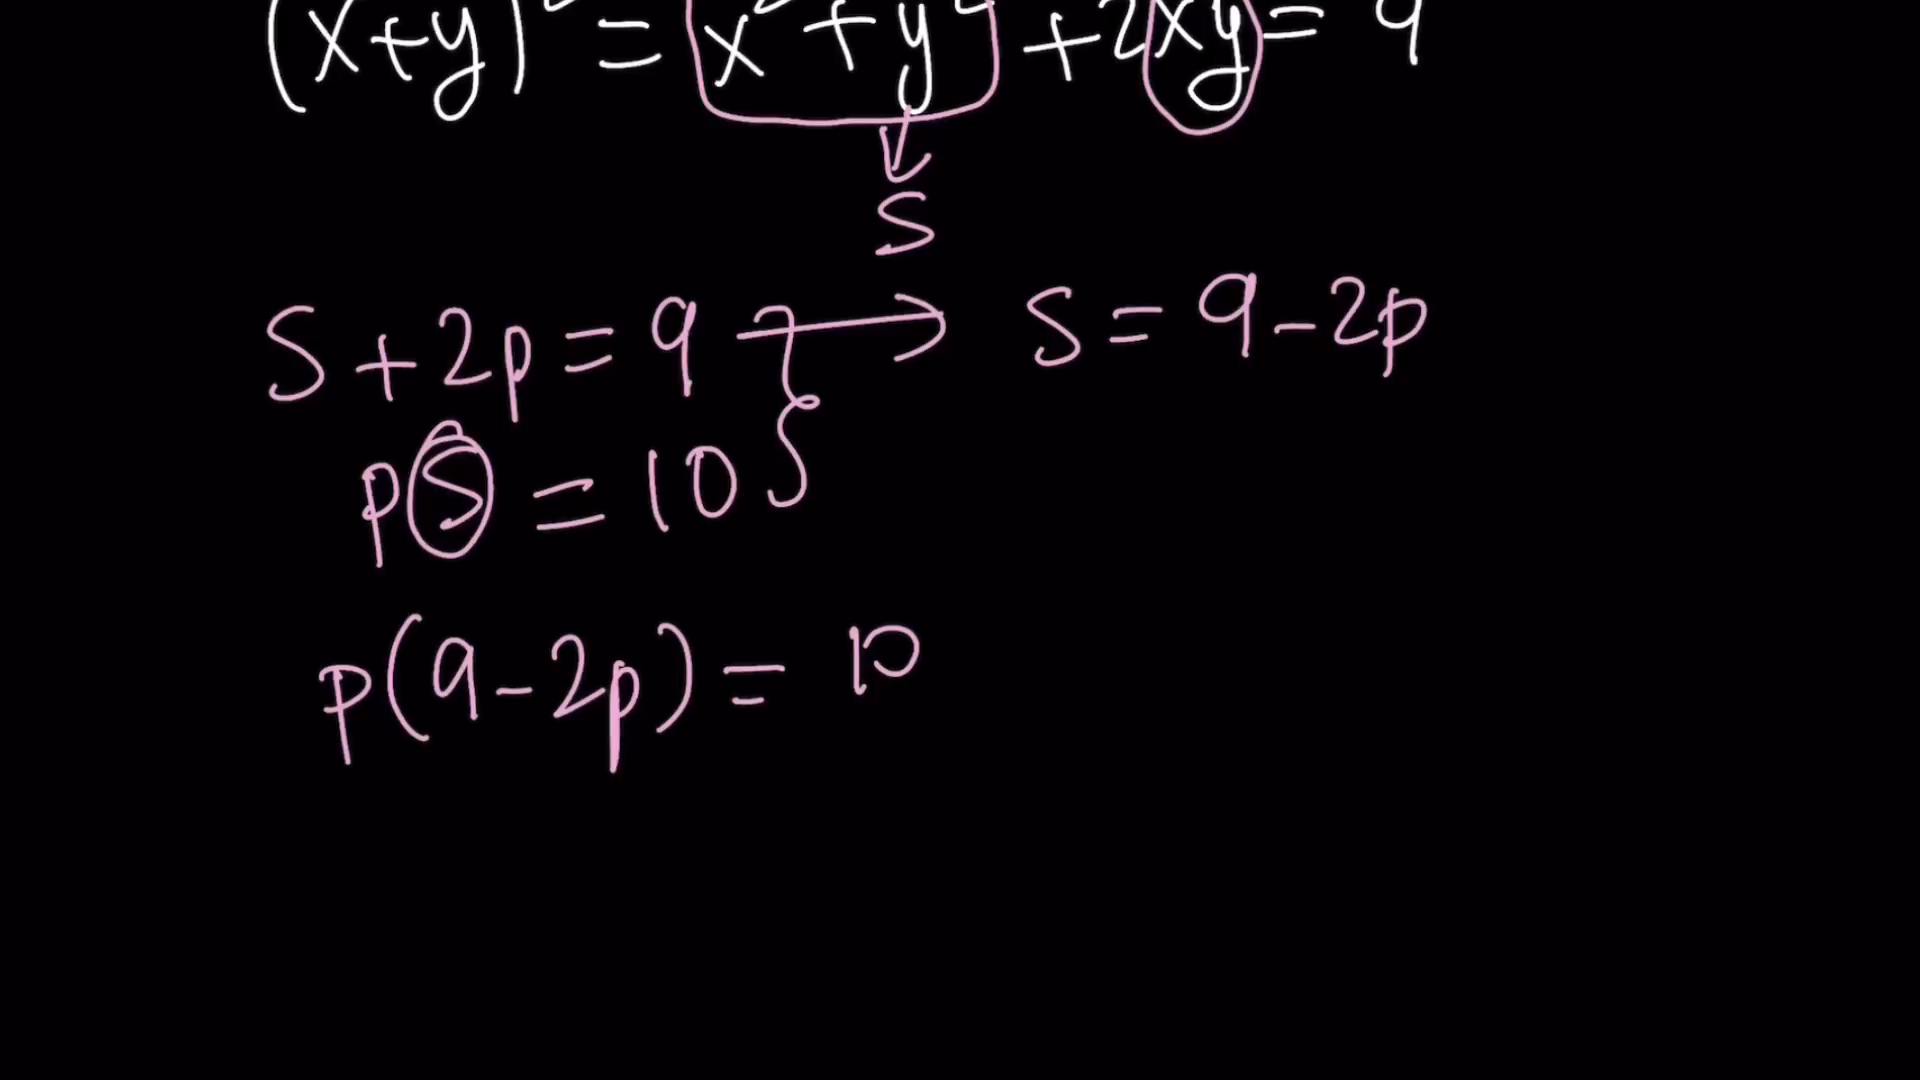 (x+y)² = x²+y² +2xy = 9
S
S+2p=9 → S=9-2p
pS = 10
p(9-2p) = 10